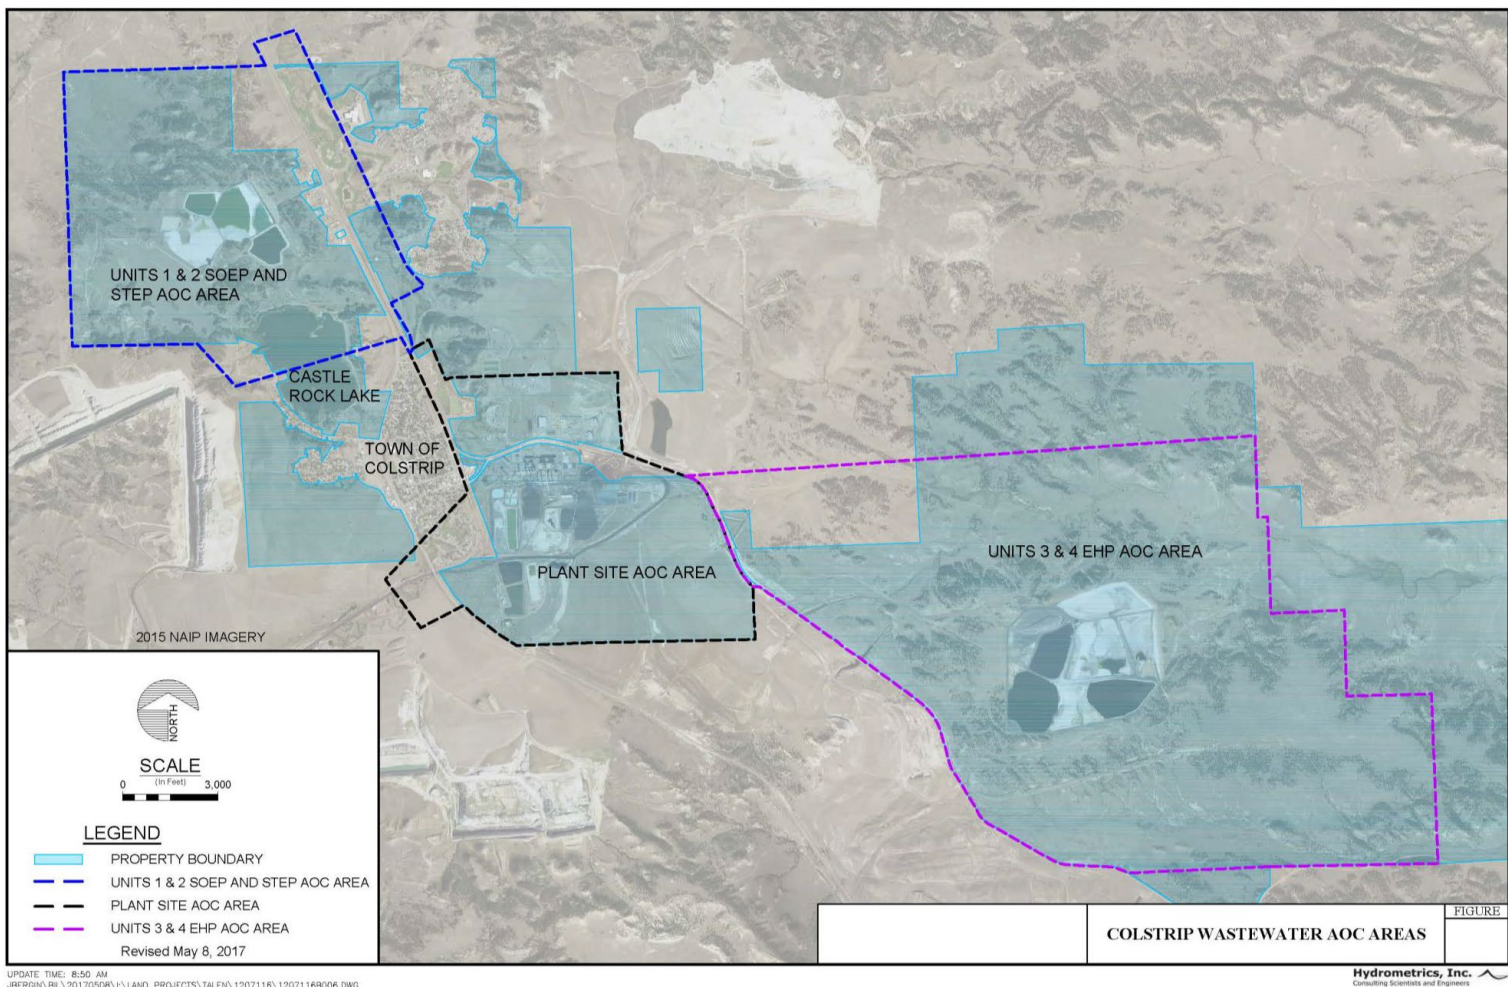 UNITS 1 & 2 SOEP AND
STEP AOC AREA
CASTLE
ROCK LAKE
TOWN OF
COLSTRIP
PLANT SITE AOC AREA
UNITS 3 & 4 EHP AOC AREA
2015 NAIP IMAGERY
NORTH
SCALE
(In Feet)
0 3,000
LEGEND
PROPERTY BOUNDARY
UNITS 1 & 2 SOEP AND STEP AOC AREA
PLANT SITE AOC AREA
UNITS 3 & 4 EHP AOC AREA
Revised May 8, 2017
COLSTRIP WASTEWATER AOC AREAS
FIGURE
UPDATE TIME: 8:50 AM
Hydrometrics, Inc.
Consulting Scientists and Engineers